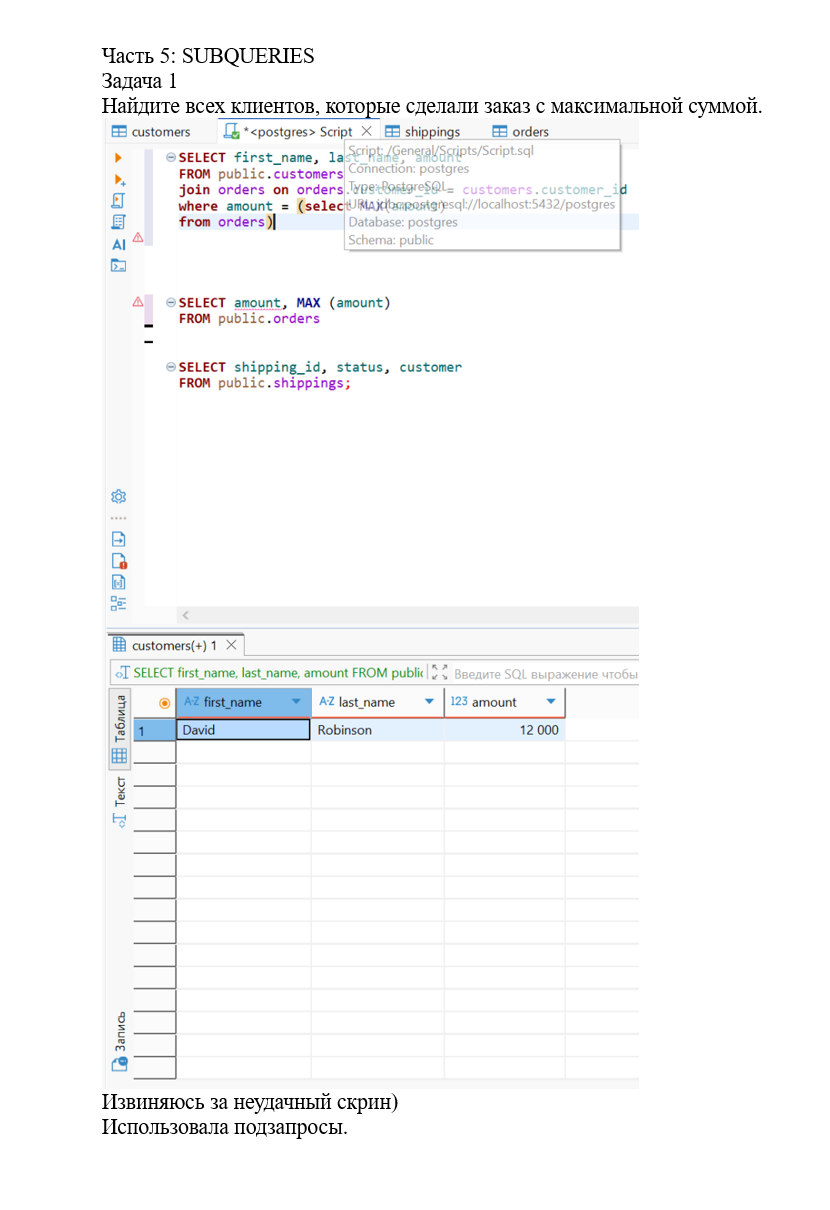 Часть 5: SUBQUERIES
Задача 1
Найдите всех клиентов, которые сделали заказ с максимальной суммой.
customers *<postgres> Script shippings orders
SELECT first_name, last_name, amount
FROM public.customers
join orders on orders.customer_id = customers.customer_id
where amount = (select MAX(amount)
from orders)
Script: /General/Scripts/Script.sql
Connection: postgres
Type: PostgreSQL
URL: jdbc:postgresql://localhost:5432/postgres
Database: postgres
Schema: public
AI
SELECT amount, MAX (amount)
FROM public.orders
SELECT shipping_id, status, customer
FROM public.shippings;
customers(+) 1
SELECT first_name, last_name, amount FROM public Введите SQL выражение чтобы
Таблица
Текст
Запись
A-Z first_name A-Z last_name 123 amount
1 David Robinson 12 000
Извиняюсь за неудачный скрин)
Использовала подзапросы.